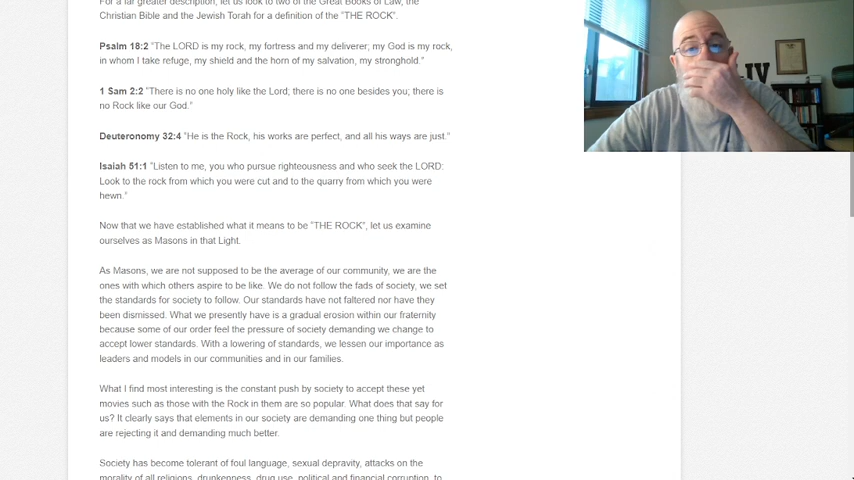 For a far greater description, let us look to two of the Great Books of Law, the
Christian Bible and the Jewish Torah for a definition of the "THE ROCK".
Psalm 18:2 "The LORD is my rock, my fortress and my deliverer; my God is my rock,
in whom I take refuge, my shield and the horn of my salvation, my stronghold."
1 Sam 2:2 "There is no one holy like the Lord; there is no one besides you; there is
no Rock like our God."
Deuteronomy 32:4 "He is the Rock, his works are perfect, and all his ways are just."
Isaiah 51:1 "Listen to me, you who pursue righteousness and who seek the LORD:
Look to the rock from which you were cut and to the quarry from which you were
hewn."
Now that we have established what it means to be "THE ROCK", let us examine
ourselves as Masons in that Light.
As Masons, we are not supposed to be the average of our community, we are the
ones with which others aspire to be like. We do not follow the fads of society, we set
the standards for society to follow. Our standards have not faltered nor have they
been dismissed. What we presently have is a gradual erosion within our fraternity
because some of our order feel the pressure of society demanding we change to
accept lower standards. With a lowering of standards, we lessen our importance as
leaders and models in our communities and in our families.
What I find most interesting is the constant push by society to accept these yet
movies such as those with the Rock in them are so popular. What does that say for
us? It clearly says that elements in our society are demanding one thing but people
are rejecting it and demanding much better.
Society has become tolerant of foul language, sexual depravity, attacks on the
morality of all religions, drunkenness, drug use, political and financial corruption, to